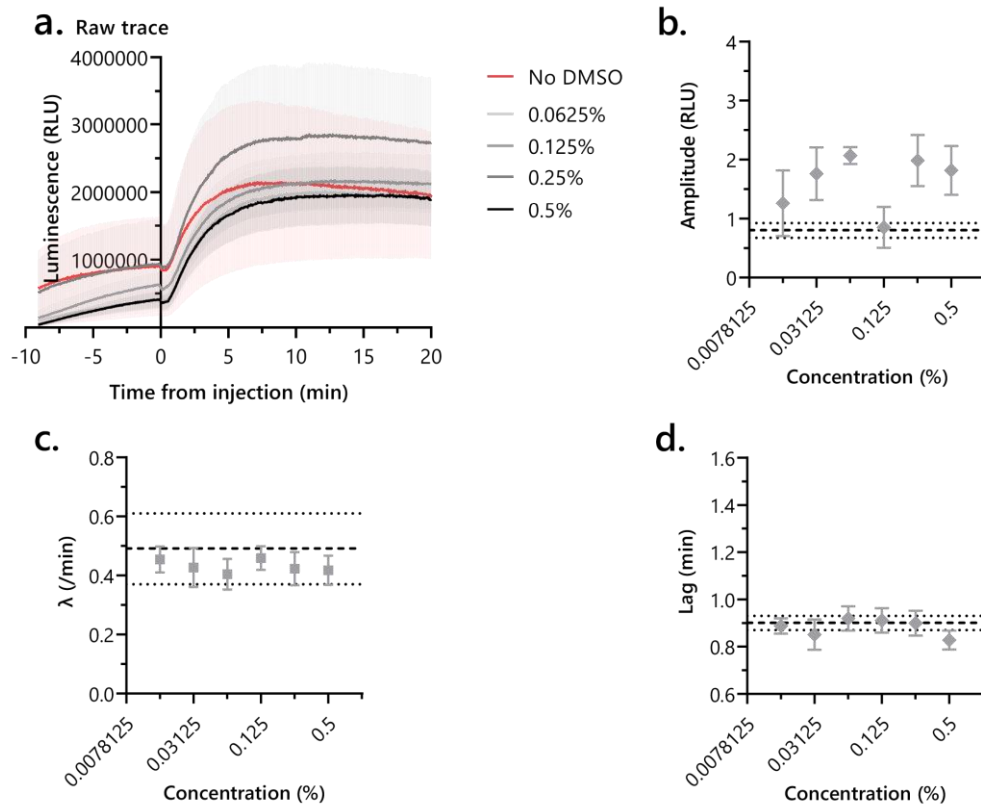 a. Raw trace
4000000
3000000
2000000
1000000
Luminescence (RLU)
-10 -5 0 5 10 15 20
Time from injection (min)
No DMSO
0.0625%
0.125%
0.25%
0.5%
b.
4
3
2
1
0
Amplitude (RLU)
0.0078125 0.03125 0.125 0.5
Concentration (%)
c.
0.8
0.6
0.4
0.2
0.0
λ (/min)
0.0078125 0.03125 0.125 0.5
Concentration (%)
d.
1.6
1.4
1.2
1.0
0.8
0.6
Lag (min)
0.0078125 0.03125 0.125 0.5
Concentration (%)